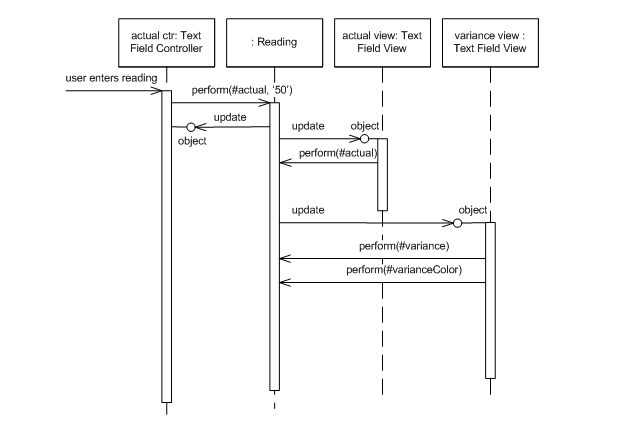 actual ctr: Text
Field Controller
: Reading
actual view: Text
Field View
variance view :
Text Field View
user enters reading
perform(#actual, ‘50’)
update
object
update
object
perform(#actual)
update
object
perform(#variance)
perform(#varianceColor)